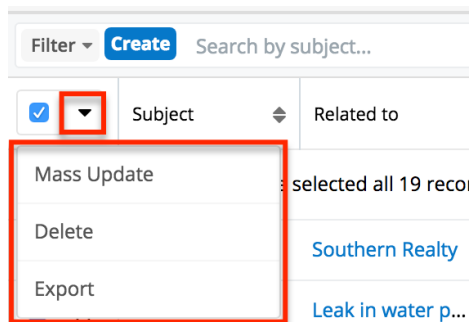 Filter Create Search by subject...
Subject Related to
Mass Update
selected all 19
Delete
Southern Realty
Export
Leak in water p...